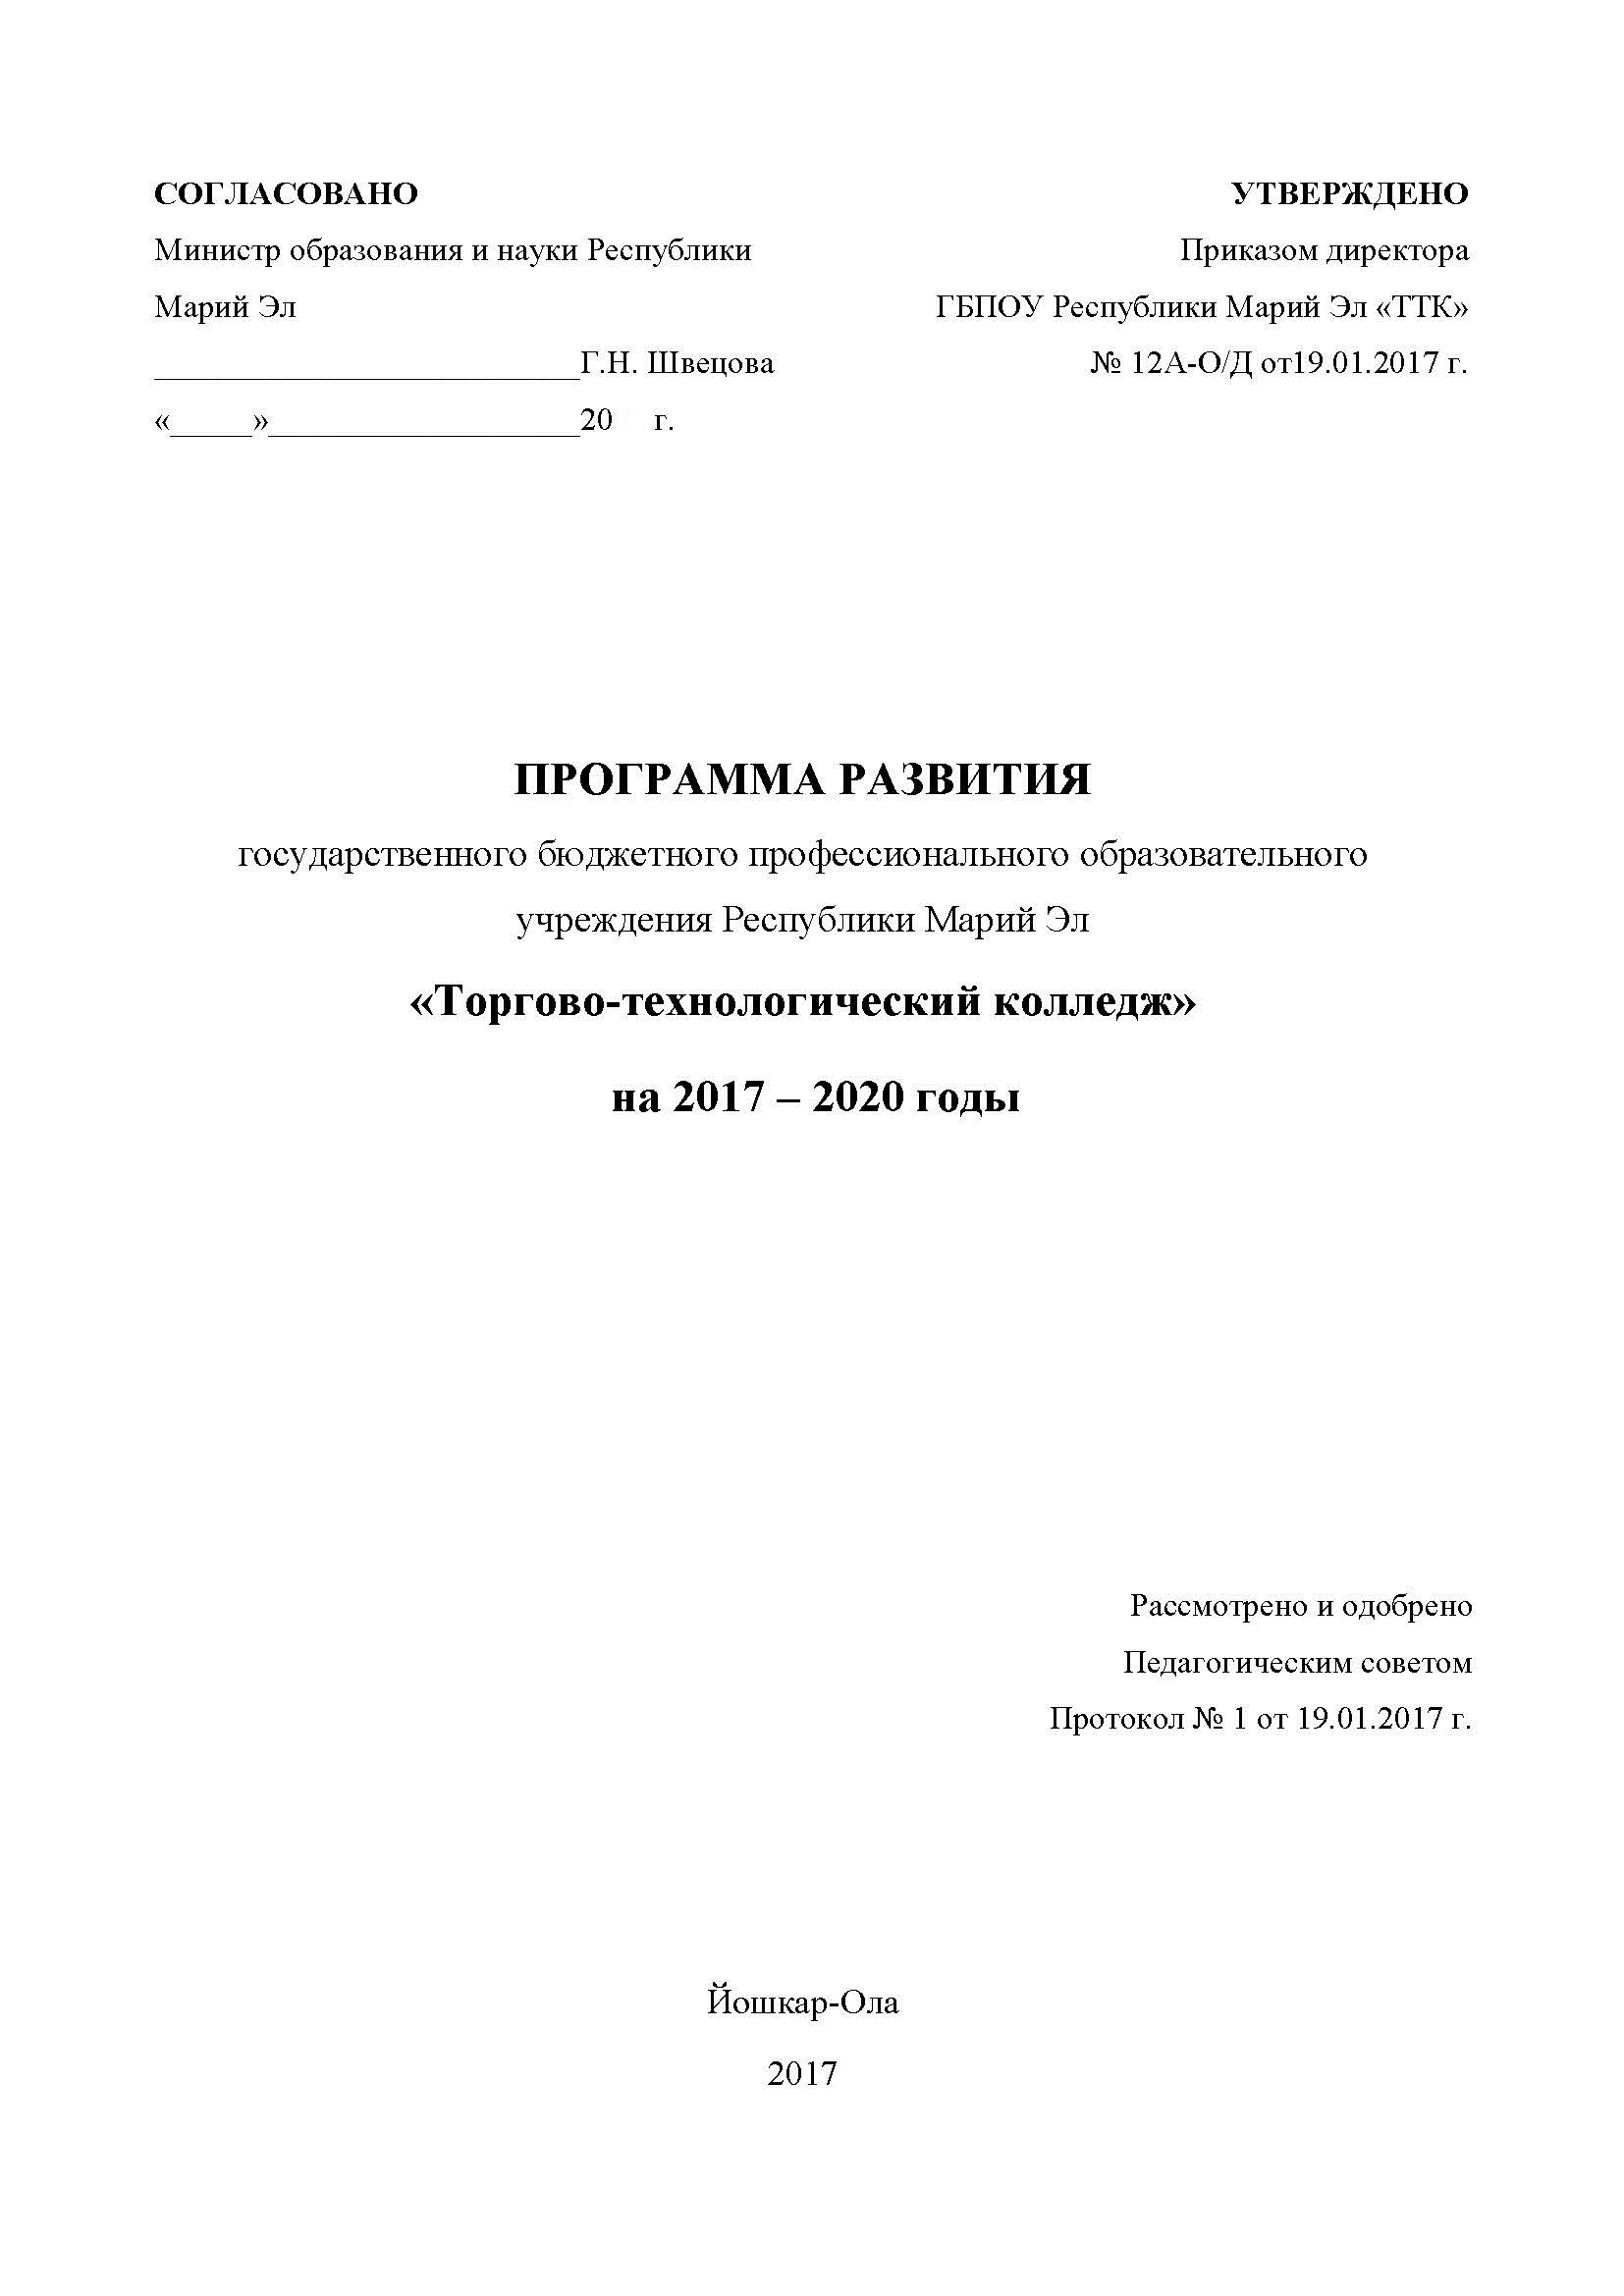 СОГЛАСОВАНО
Министр образования и науки Республики
Марий Эл
__________________________Г.Н. Швецова
«_____»___________________20 г.
УТВЕРЖДЕНО
Приказом директора
ГБПОУ Республики Марий Эл «ТТК»
№ 12А-О/Д от19.01.2017 г.
ПРОГРАММА РАЗВИТИЯ
государственного бюджетного профессионального образовательного
учреждения Республики Марий Эл
«Торгово-технологический колледж»
на 2017 – 2020 годы
Рассмотрено и одобрено
Педагогическим советом
Протокол № 1 от 19.01.2017 г.
Йошкар-Ола
2017